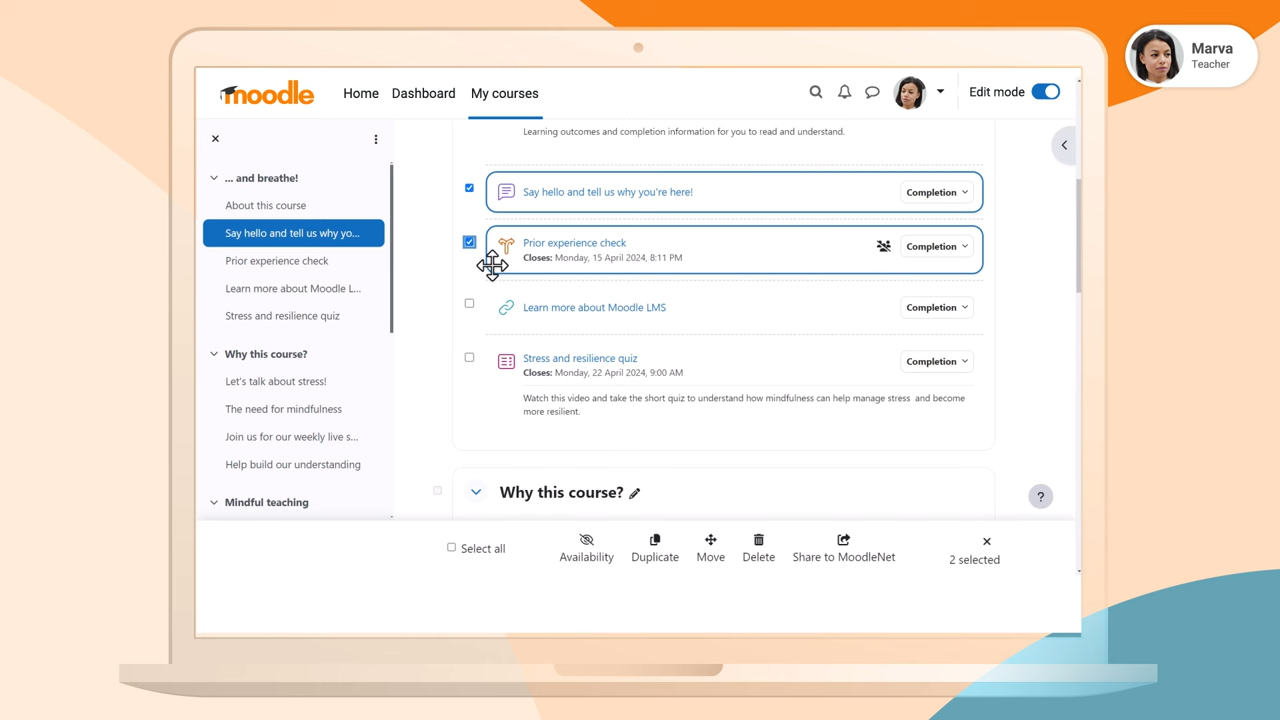 Marva
Teacher
moodle
Home
Dashboard
My courses
Edit mode
... and breathe!
About this course
Say hello and tell us why yo...
Prior experience check
Learn more about Moodle L...
Stress and resilience quiz
Why this course?
Let's talk about stress!
The need for mindfulness
Join us for our weekly live s...
Help build our understanding
Mindful teaching
Learning outcomes and completion information for you to read and understand.
Say hello and tell us why you're here!
Completion
Prior experience check
Closes: Monday, 15 April 2024, 8:11 PM
Completion
Learn more about Moodle LMS
Completion
Stress and resilience quiz
Closes: Monday, 22 April 2024, 9:00 AM
Completion
Watch this video and take the short quiz to understand how mindfulness can help manage stress and become
more resilient.
Why this course?
?
Select all
Availability
Duplicate
Move
Delete
Share to MoodleNet
2 selected